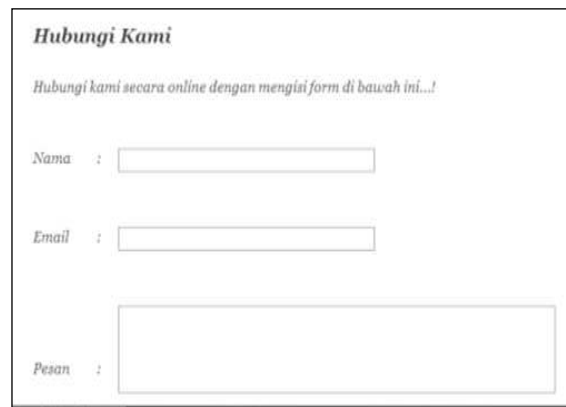 Hubungi Kami
Hubungi kami secara online dengan mengisi form di bawah ini...!
Nama :
Email :
Pesan :